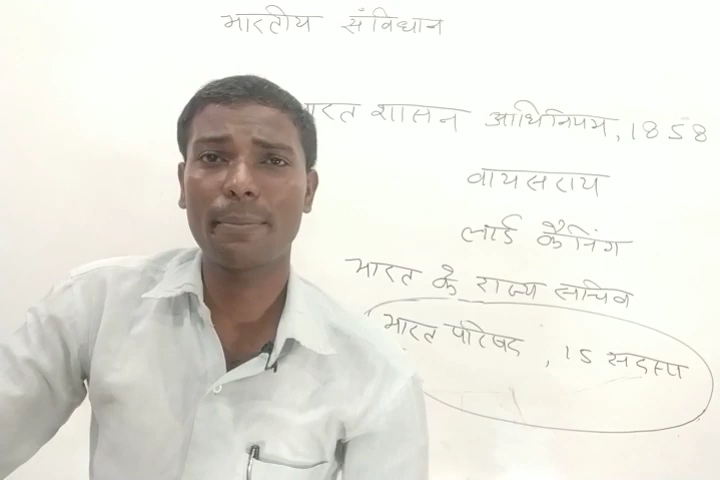 भारतीय संविधान
भारत शासन अधिनियम, 1858
वायसराय
लार्ड कैनिंग
भारत के राज्य सचिव
भारत परिषद, 15 सदस्य